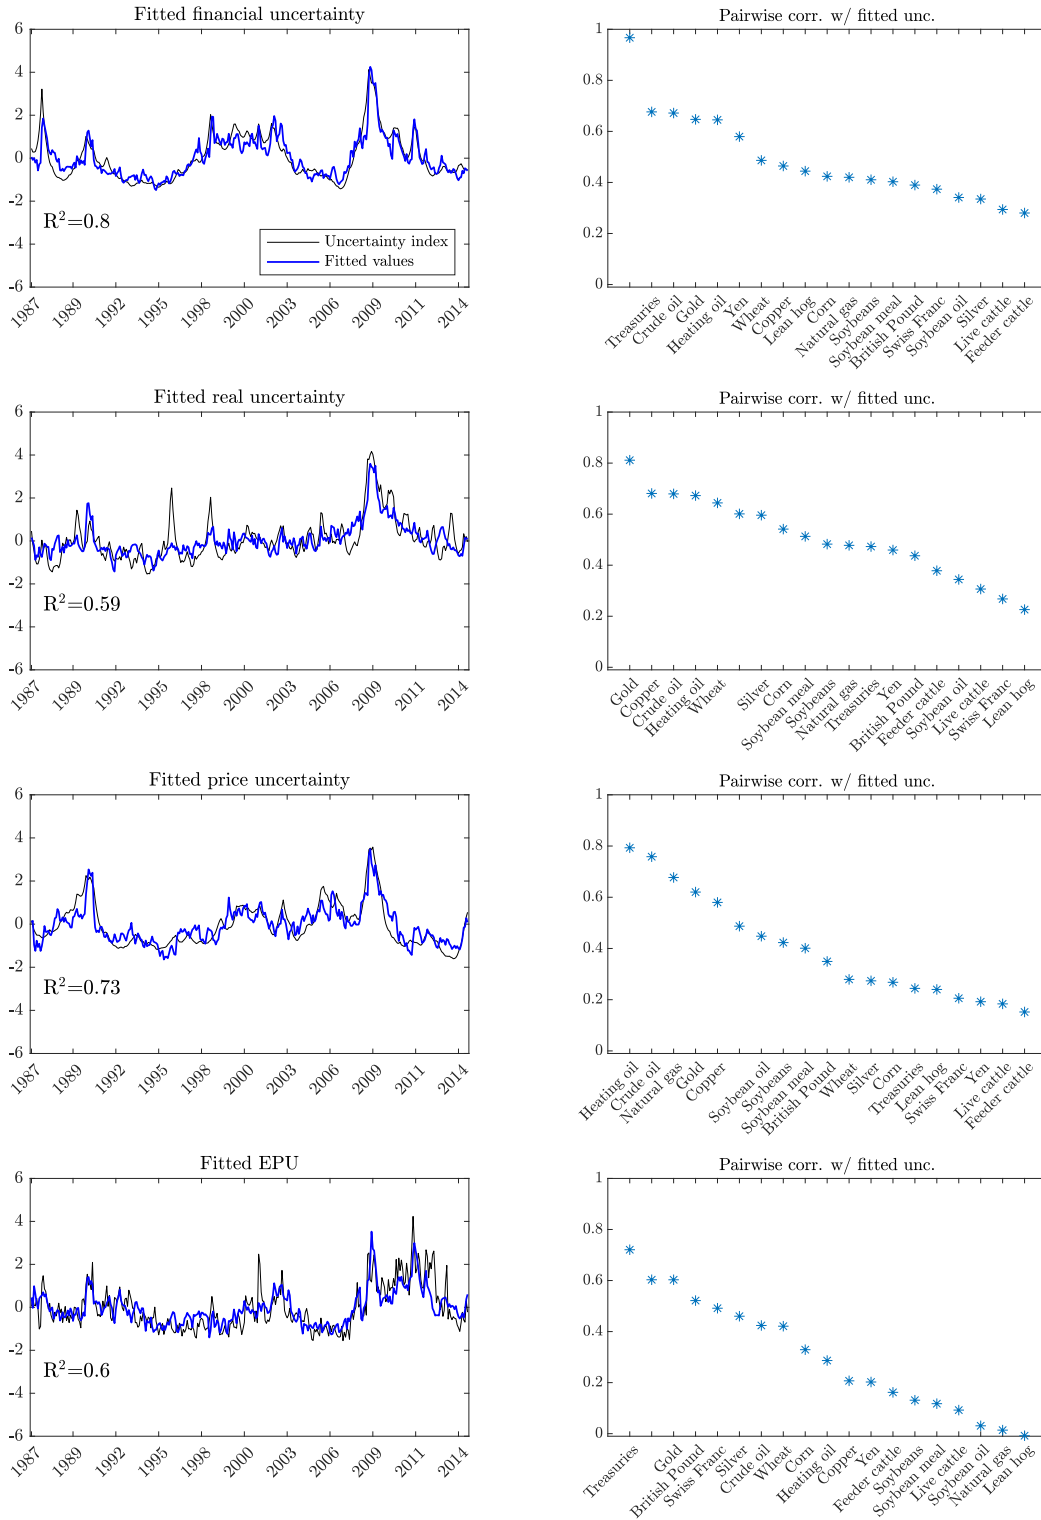 Fitted financial uncertainty
6
4
2
0
-2
-4
-6
R²=0.8
Uncertainty index
Fitted values
1987
1989
1992
1995
1998
2000
2003
2006
2009
2011
2014
Pairwise corr. w/ fitted unc.
1
0.8
0.6
0.4
0.2
0
Treasuries
Crude oil
Gold
Heating oil
Yen
Wheat
Copper
Lean hog
Corn
Natural gas
Soybeans
Soybean meal
British Pound
Swiss Franc
Soybean oil
Silver
Live cattle
Feeder cattle
Fitted real uncertainty
6
4
2
0
-2
-4
-6
R²=0.59
1987
1989
1992
1995
1998
2000
2003
2006
2009
2011
2014
Pairwise corr. w/ fitted unc.
1
0.8
0.6
0.4
0.2
0
Gold
Copper
Crude oil
Heating oil
Wheat
Silver
Corn
Soybean meal
Soybeans
Natural gas
Treasuries
Yen
British Pound
Feeder cattle
Soybean oil
Live cattle
Swiss Franc
Lean hog
Fitted price uncertainty
6
4
2
0
-2
-4
-6
R²=0.73
1987
1989
1992
1995
1998
2000
2003
2006
2009
2011
2014
Pairwise corr. w/ fitted unc.
1
0.8
0.6
0.4
0.2
0
Heating oil
Crude oil
Natural gas
Gold
Copper
Soybean oil
Soybeans
Soybean meal
British Pound
Wheat
Silver
Corn
Treasuries
Lean hog
Swiss Franc
Yen
Live cattle
Feeder cattle
Fitted EPU
6
4
2
0
-2
-4
-6
R²=0.6
1987
1989
1992
1995
1998
2000
2003
2006
2009
2011
2014
Pairwise corr. w/ fitted unc.
1
0.8
0.6
0.4
0.2
0
Treasuries
Gold
British Pound
Swiss Franc
Silver
Crude oil
Wheat
Corn
Heating oil
Copper
Yen
Feeder cattle
Soybeans
Soybean meal
Live cattle
Soybean oil
Natural gas
Lean hog